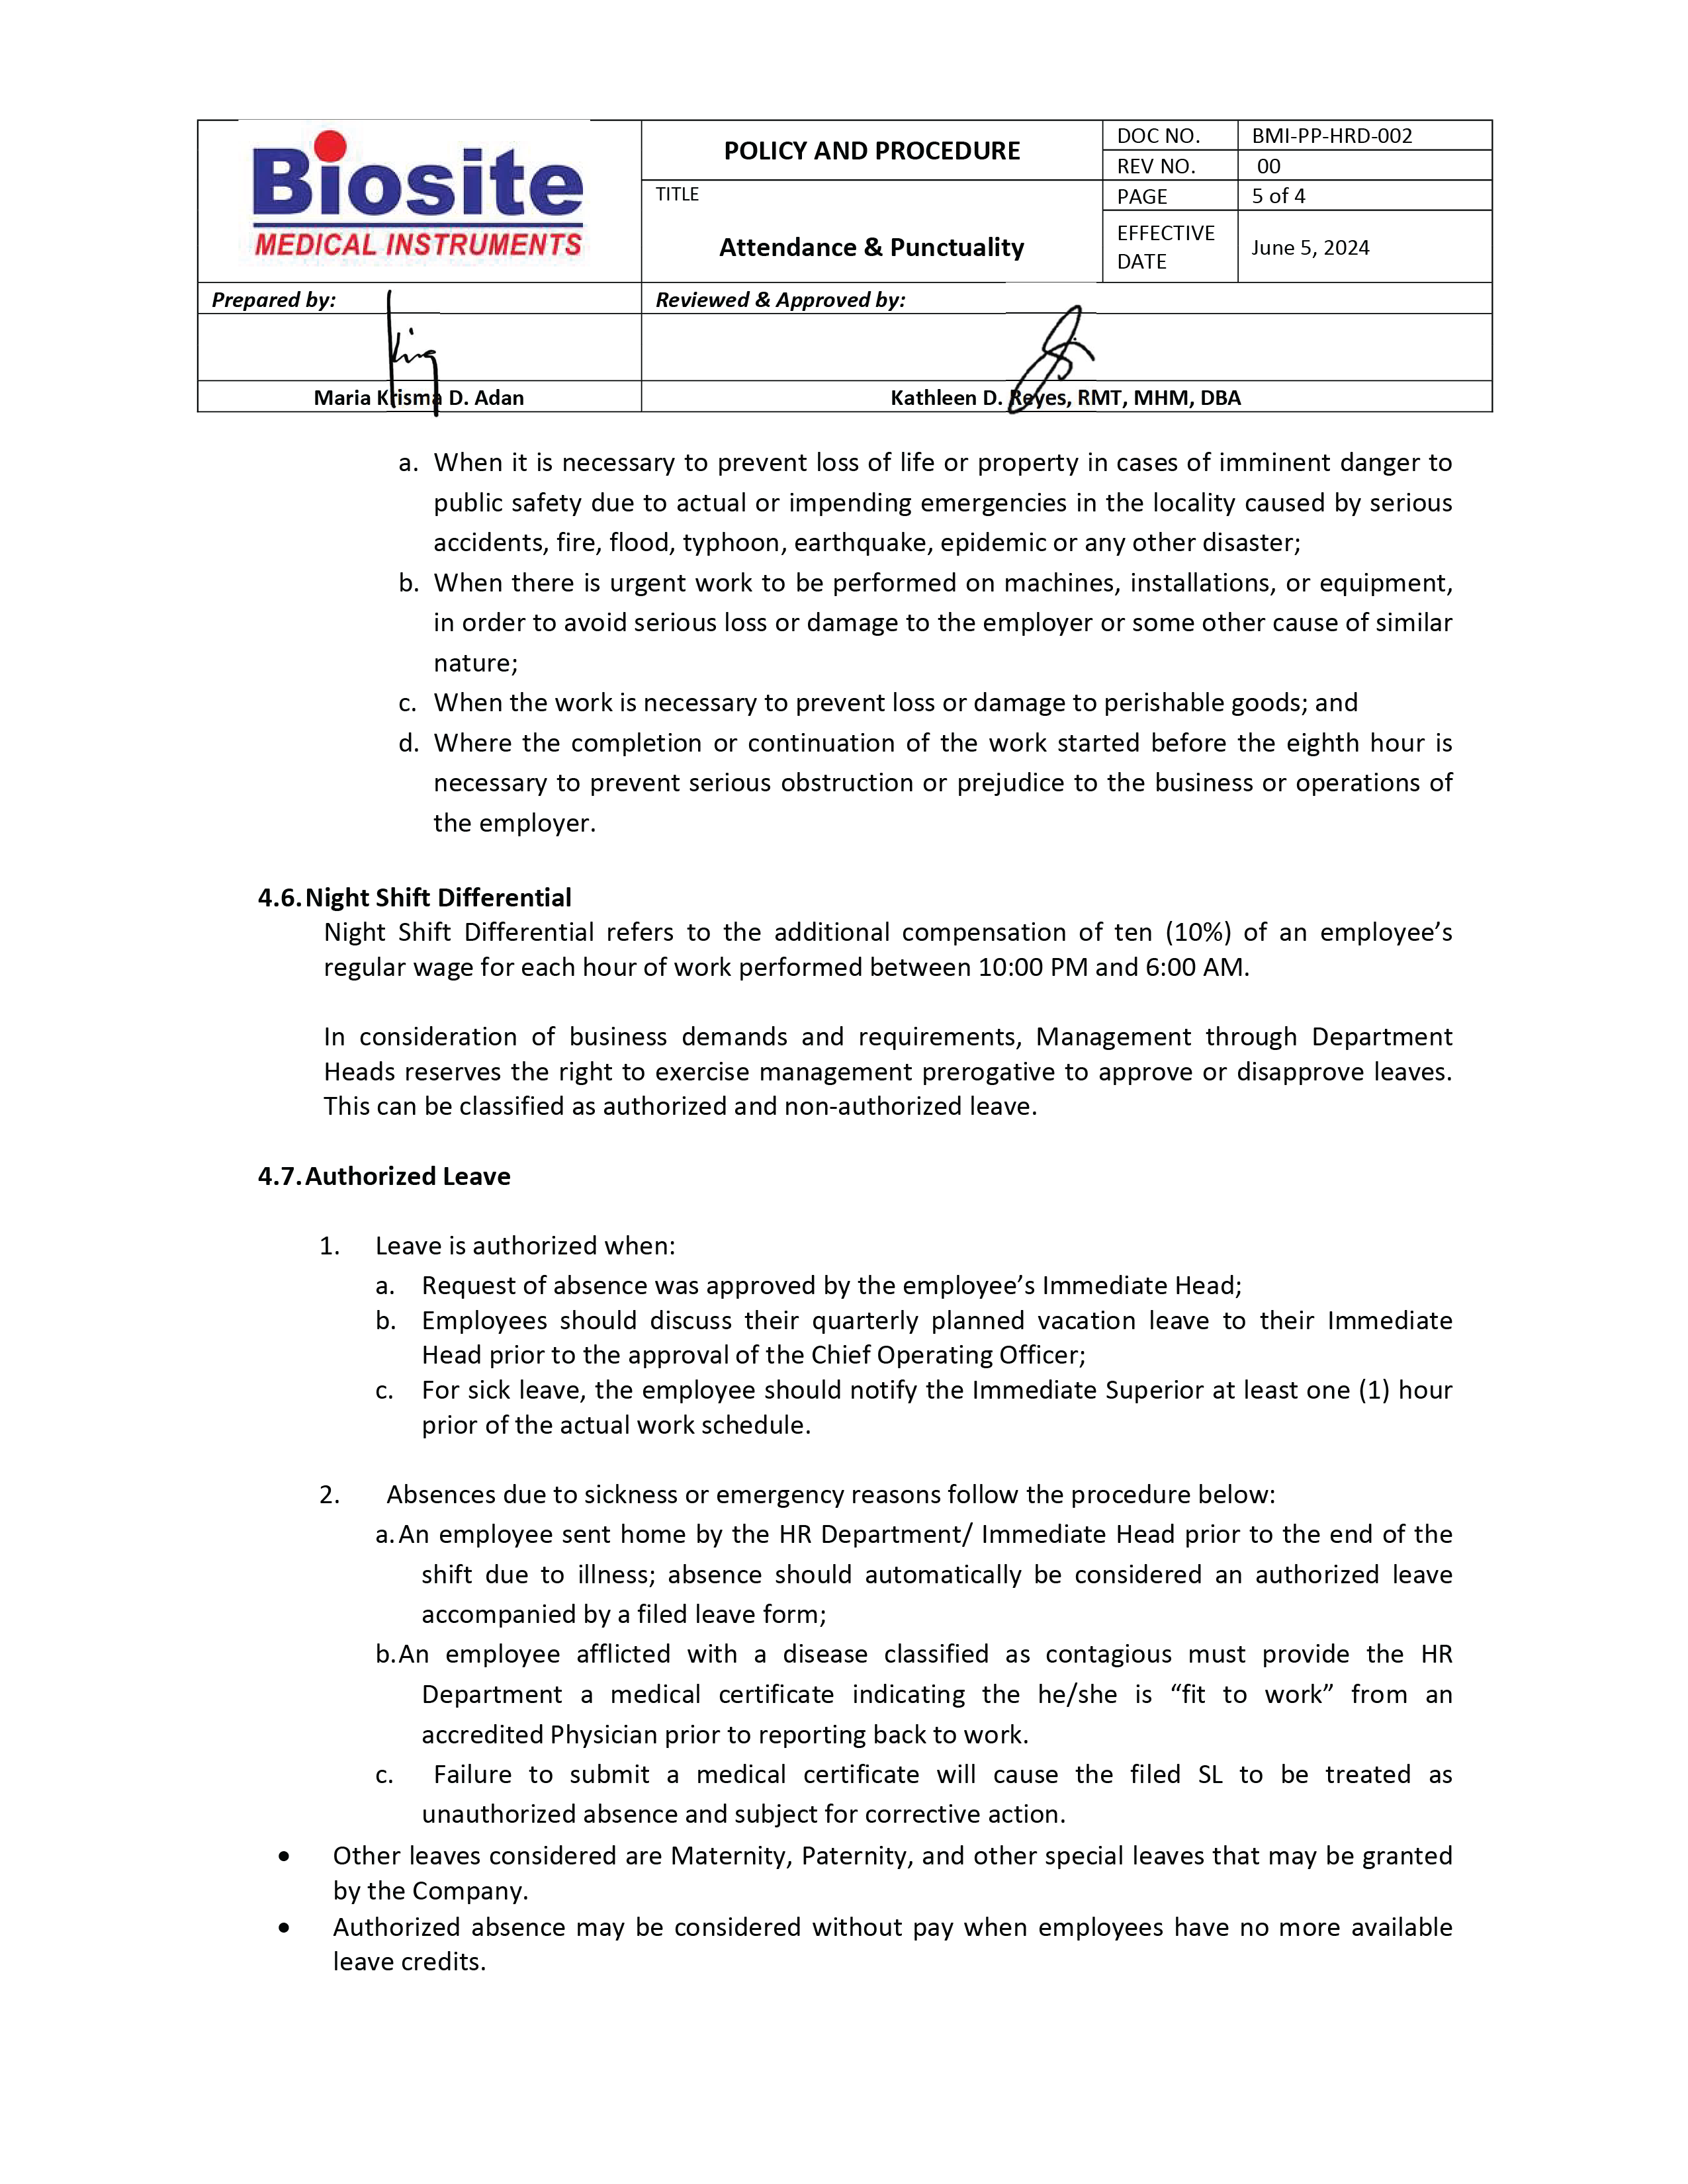 Biosite
MEDICAL INSTRUMENTS
POLICY AND PROCEDURE
DOC NO. BMI-PP-HRD-002
REV NO. 00
TITLE
PAGE 5 of 4
Attendance & Punctuality
EFFECTIVE
DATE
June 5, 2024
Prepared by: Reviewed & Approved by:
Maria Krisma D. Adan Kathleen D. Reyes, RMT, MHM, DBA
a. When it is necessary to prevent loss of life or property in cases of imminent danger to
public safety due to actual or impending emergencies in the locality caused by serious
accidents, fire, flood, typhoon, earthquake, epidemic or any other disaster;
b. When there is urgent work to be performed on machines, installations, or equipment,
in order to avoid serious loss or damage to the employer or some other cause of similar
nature;
c. When the work is necessary to prevent loss or damage to perishable goods; and
d. Where the completion or continuation of the work started before the eighth hour is
necessary to prevent serious obstruction or prejudice to the business or operations of
the employer.
4.6. Night Shift Differential
Night Shift Differential refers to the additional compensation of ten (10%) of an employee’s
regular wage for each hour of work performed between 10:00 PM and 6:00 AM.
In consideration of business demands and requirements, Management through Department
Heads reserves the right to exercise management prerogative to approve or disapprove leaves.
This can be classified as authorized and non-authorized leave.
4.7. Authorized Leave
1. Leave is authorized when:
a. Request of absence was approved by the employee’s Immediate Head;
b. Employees should discuss their quarterly planned vacation leave to their Immediate
Head prior to the approval of the Chief Operating Officer;
c. For sick leave, the employee should notify the Immediate Superior at least one (1) hour
prior of the actual work schedule.
2. Absences due to sickness or emergency reasons follow the procedure below:
a. An employee sent home by the HR Department/ Immediate Head prior to the end of the
shift due to illness; absence should automatically be considered an authorized leave
accompanied by a filed leave form;
b. An employee afflicted with a disease classified as contagious must provide the HR
Department a medical certificate indicating the he/she is “fit to work” from an
accredited Physician prior to reporting back to work.
c. Failure to submit a medical certificate will cause the filed SL to be treated as
unauthorized absence and subject for corrective action.
• Other leaves considered are Maternity, Paternity, and other special leaves that may be granted
by the Company.
• Authorized absence may be considered without pay when employees have no more available
leave credits.